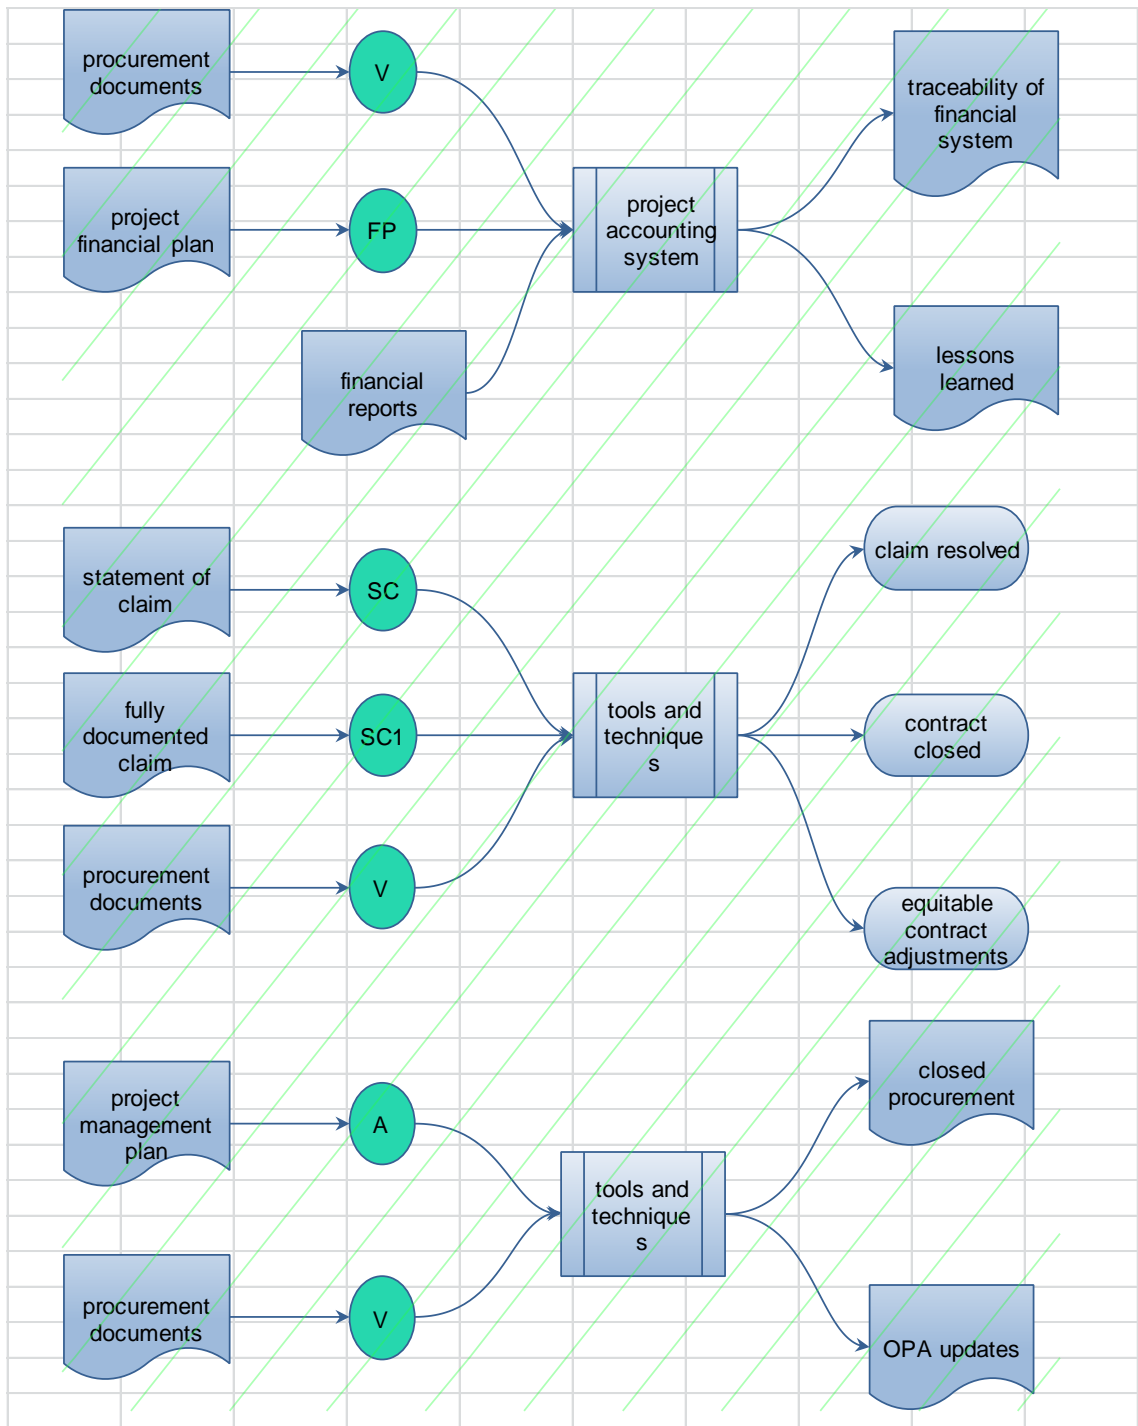 procurement
documents
V
traceability of
financial
system
project
financial plan
FP
project
accounting
system
financial
reports
lessons
learned
statement of
claim
SC
claim resolved
fully
documented
claim
SC1
tools and
technique
s
contract
closed
procurement
documents
V
equitable
contract
adjustments
project
management
plan
A
closed
procurement
tools and
technique
s
procurement
documents
V
OPA updates